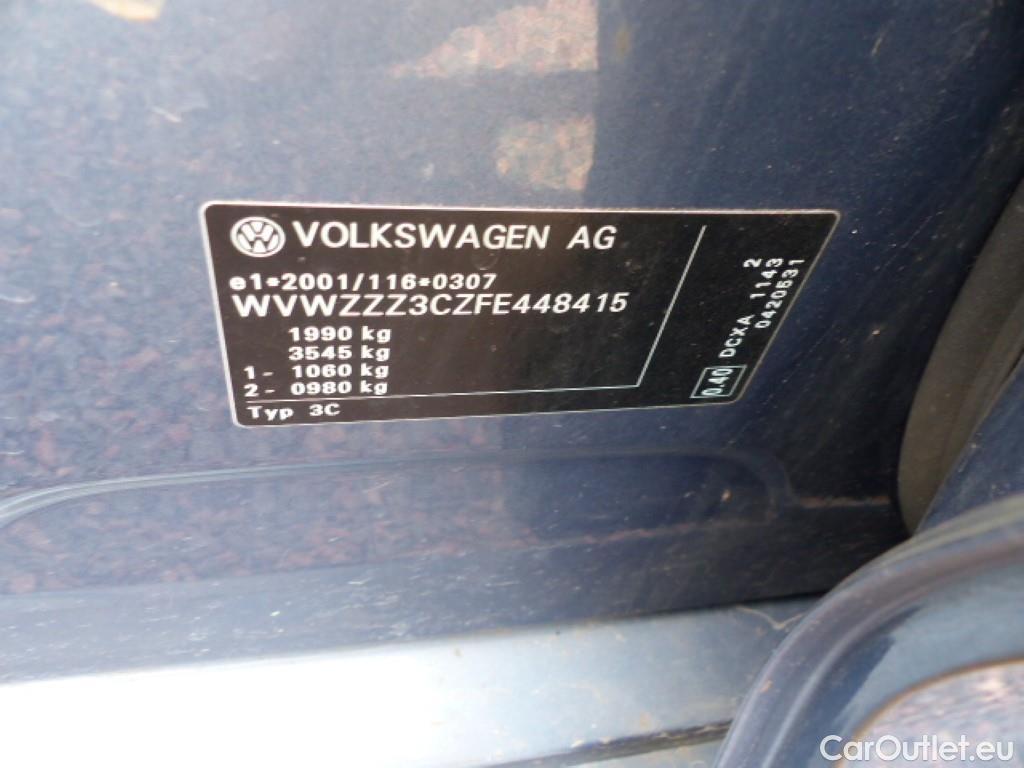 VOLKSWAGEN AG
e1*2001/116*0307
WVWZZZ3CZFE448415
1990 kg
3545 kg
1 - 1060 kg
2 - 0980 kg
Typ 3C
0.40 DCXA 1143 2
0420531
CarOutlet.eu